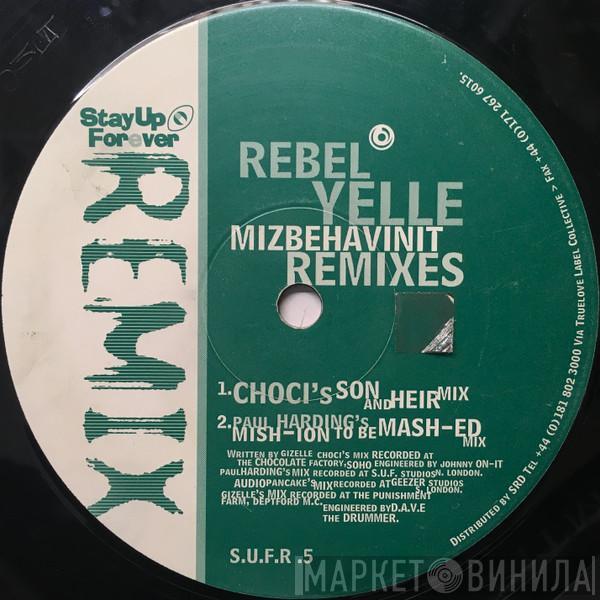 StayUp
Forever
REMIX
REBEL
YELLE
MIZBEHAVINIT
REMIXES
1.CHOCI's SON AND HEIR MIX
2.PAUL HARDING's
MISH-ION TO BE MASH-ED MIX
WRITTEN BY GIZELLE CHOCI'S MIX RECORDED AT
THE CHOCOLATE FACTORY, SOHO ENGINEERED BY JOHNNY ON-IT
PAUL HARDING'S MIX RECORDED AT S.U.F. STUDIOS N. LONDON.
AUDIO PANCAKE'S MIX RECORDED AT GEEZER STUDIOS
S. LONDON.
GIZELLE'S MIX RECORDED AT THE PUNISHMENT
FARM, DEPTFORD M.C.
ENGINEERED BY D.A.V.E
THE DRUMMER.
S.U.F.R .5
DISTRIBUTED BY SRD TEL +44 (0)181 802 3000 VIA TRUELOVE LABEL COLLECTIVE > FAX +44 (0)171 267 6015.
МАРКЕТ ВИНИЛА